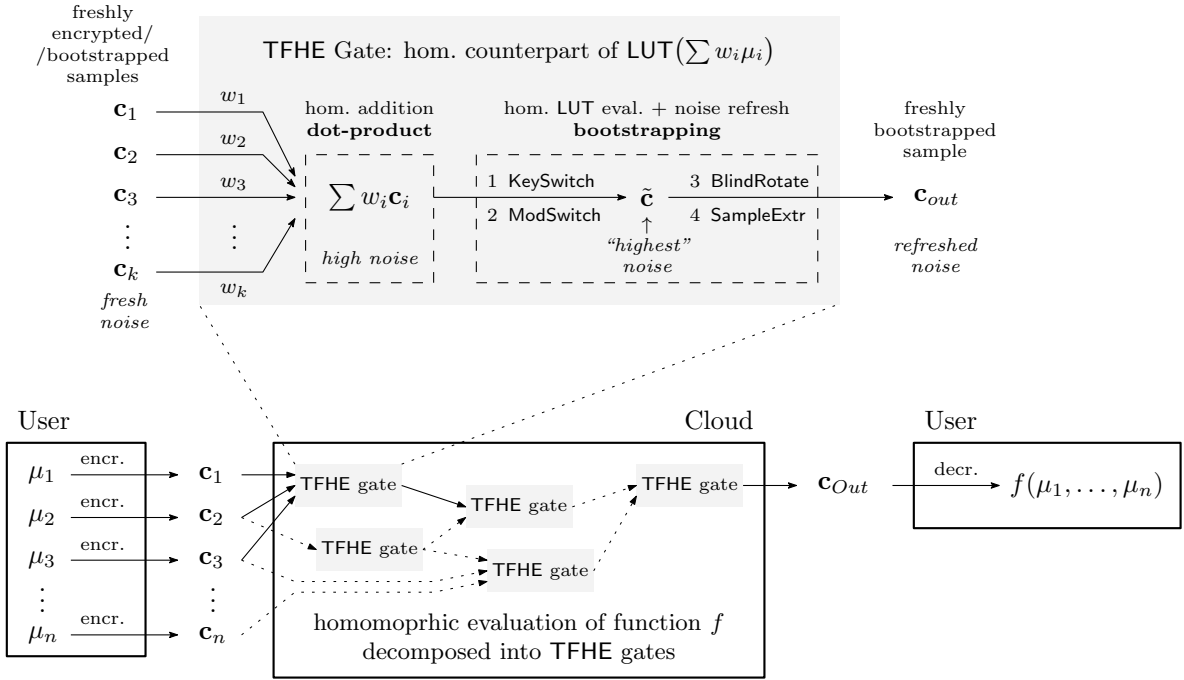 freshly
encrypted/
/bootstrapped
samples
TFHE Gate: hom. counterpart of LUT(∑ wᵢμᵢ)
c₁
w₁
c₂
w₂
c₃
w₃
⋮
⋮
cₖ
wₖ
fresh
noise
hom. addition
dot-product
∑ wᵢcᵢ
high noise
hom. LUT eval. + noise refresh
bootstrapping
1 KeySwitch
2 ModSwitch
c̃
↑
“highest”
noise
3 BlindRotate
4 SampleExtr
freshly
bootstrapped
sample
c_out
refreshed
noise
User
μ₁ encr. c₁
μ₂ encr. c₂
μ₃ encr. c₃
⋮ ⋮
μₙ encr. cₙ
Cloud
TFHE gate
TFHE gate
TFHE gate
TFHE gate
TFHE gate
homomoprhic evaluation of function f
decomposed into TFHE gates
c_Out
User
decr.
f(μ₁, . . . , μₙ)